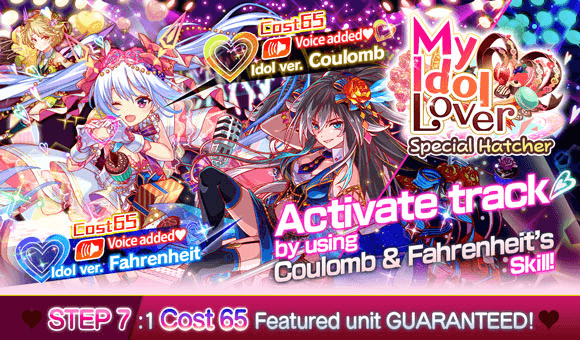 Cost65
Voice added♥
Idol ver. Coulomb
My
Idol
Lover
Special Hatcher
Cost65
Voice added♥
Idol ver. Fahrenheit
Activate track
by using
Coulomb & Fahrenheit's
Skill!
STEP 7 :1 Cost 65 Featured unit GUARANTEED!